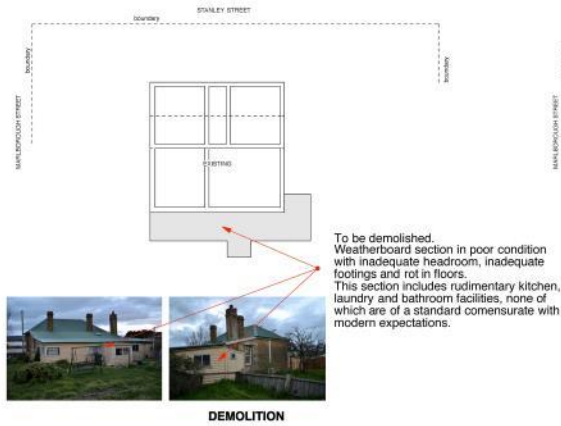 STANLEY STREET
boundary
boundary
boundary
MARLBOROUGH STREET
MARLBOROUGH STREET
EXISTING
To be demolished.
Weatherboard section in poor condition
with inadequate headroom, inadequate
footings and rot in floors.
This section includes rudimentary kitchen,
laundry and bathroom facilities, none of
which are of a standard comensurate with
modern expectations.
DEMOLITION